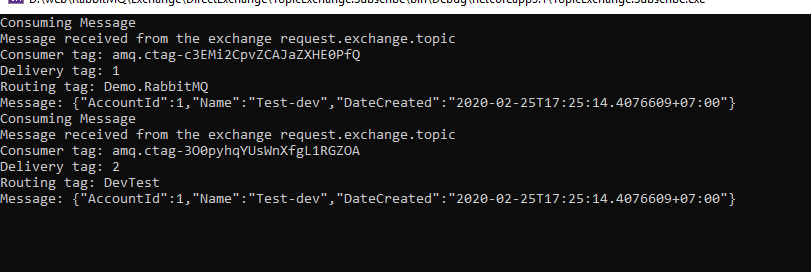 D:\Web\RabbitMQ\Exchange\DirectExchange\TopicExchange.Subscribe\bin\Debug\netcoreapp3.1\TopicExchange.Subscribe.exe
Consuming Message
Message received from the exchange request.exchange.topic
Consumer tag: amq.ctag-c3EMi2CpvZCAJaZXHE0PfQ
Delivery tag: 1
Routing tag: Demo.RabbitMQ
Message: {"AccountId":1,"Name":"Test-dev","DateCreated":"2020-02-25T17:25:14.4076609+07:00"}
Consuming Message
Message received from the exchange request.exchange.topic
Consumer tag: amq.ctag-3O0pyhqYUsWnXfgL1RGZOA
Delivery tag: 2
Routing tag: DevTest
Message: {"AccountId":1,"Name":"Test-dev","DateCreated":"2020-02-25T17:25:14.4076609+07:00"}